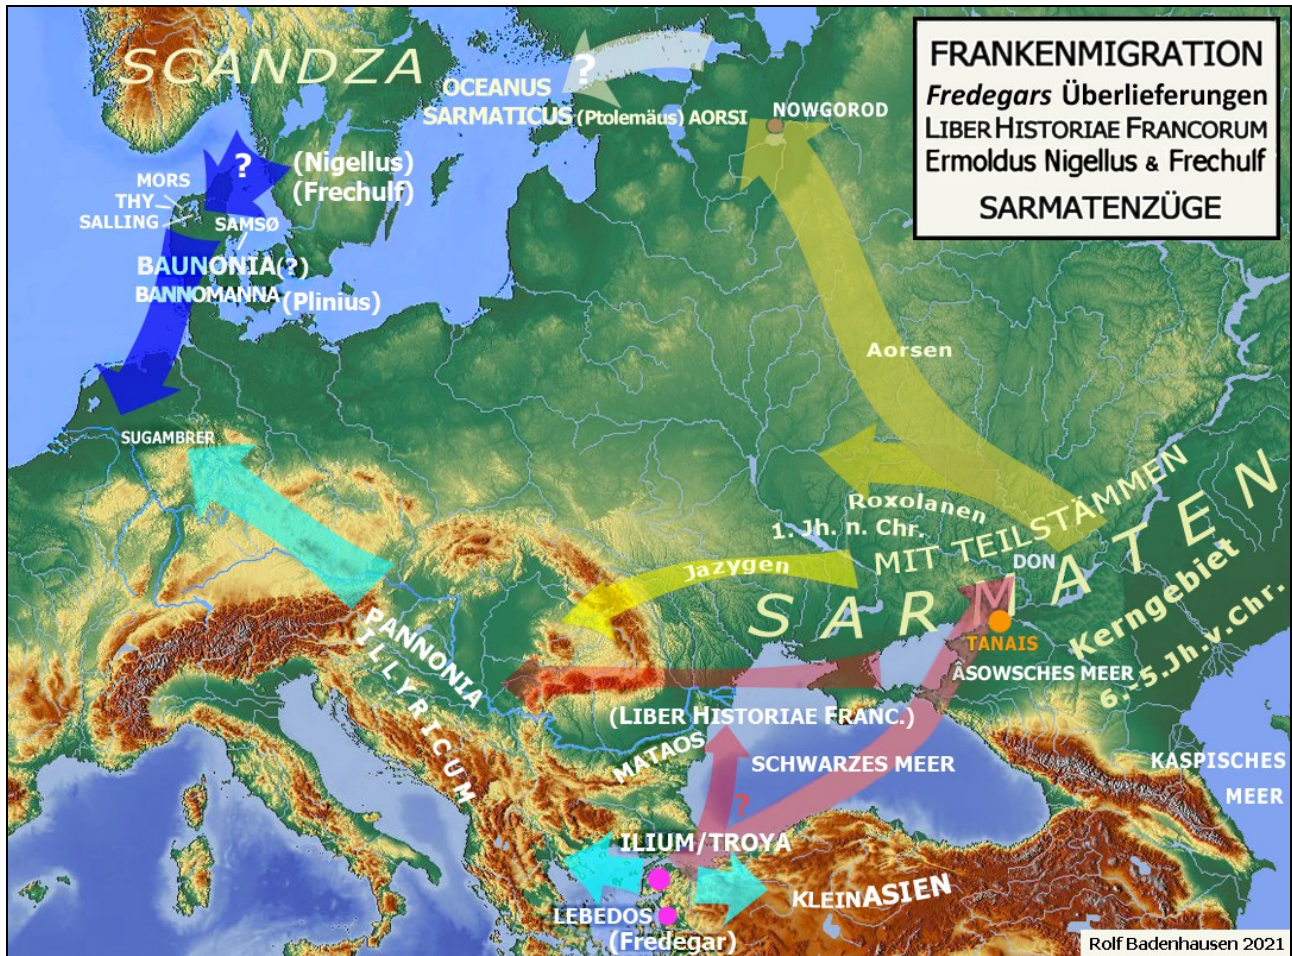 SCANDZA
FRANKENMIGRATION
Fredegars Überlieferungen
LIBER HISTORIAE FRANCORUM
Ermoldus Nigellus & Frechulf
SARMATENZÜGE
?
OCEANUS
SARMATICUS (Ptolemäus) AORSI
NOWGOROD
?
(Nigellus)
(Frechulf)
MORS
THY
SALLING
SAMSØ
BAUNONIA(?)
BANNOMANNA (Plinius)
Aorsen
SUGAMBRER
Roxolanen
1. Jh. n. Chr.
MIT TEILSTÄMMEN
SARMATEN
Jazygen
DON
TANAIS
Kerngebiet
6.-5.Jh.v.Chr.
ÂSOWSCHES MEER
PANNONIA
ILLYRICUM
(LIBER HISTORIAE FRANC.)
MATAOS
SCHWARZES MEER
KASPISCHES
MEER
?
ILIUM/TROYA
KLEINASIEN
LEBEDOS
(Fredegar)
Rolf Badenhausen 2021